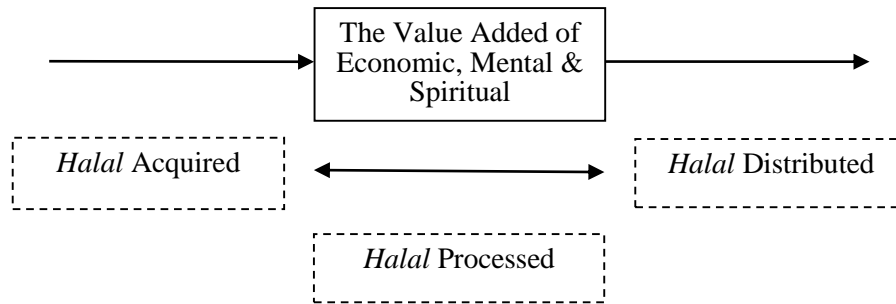 The Value Added of
Economic, Mental &
Spiritual
Halal Acquired
Halal Distributed
Halal Processed